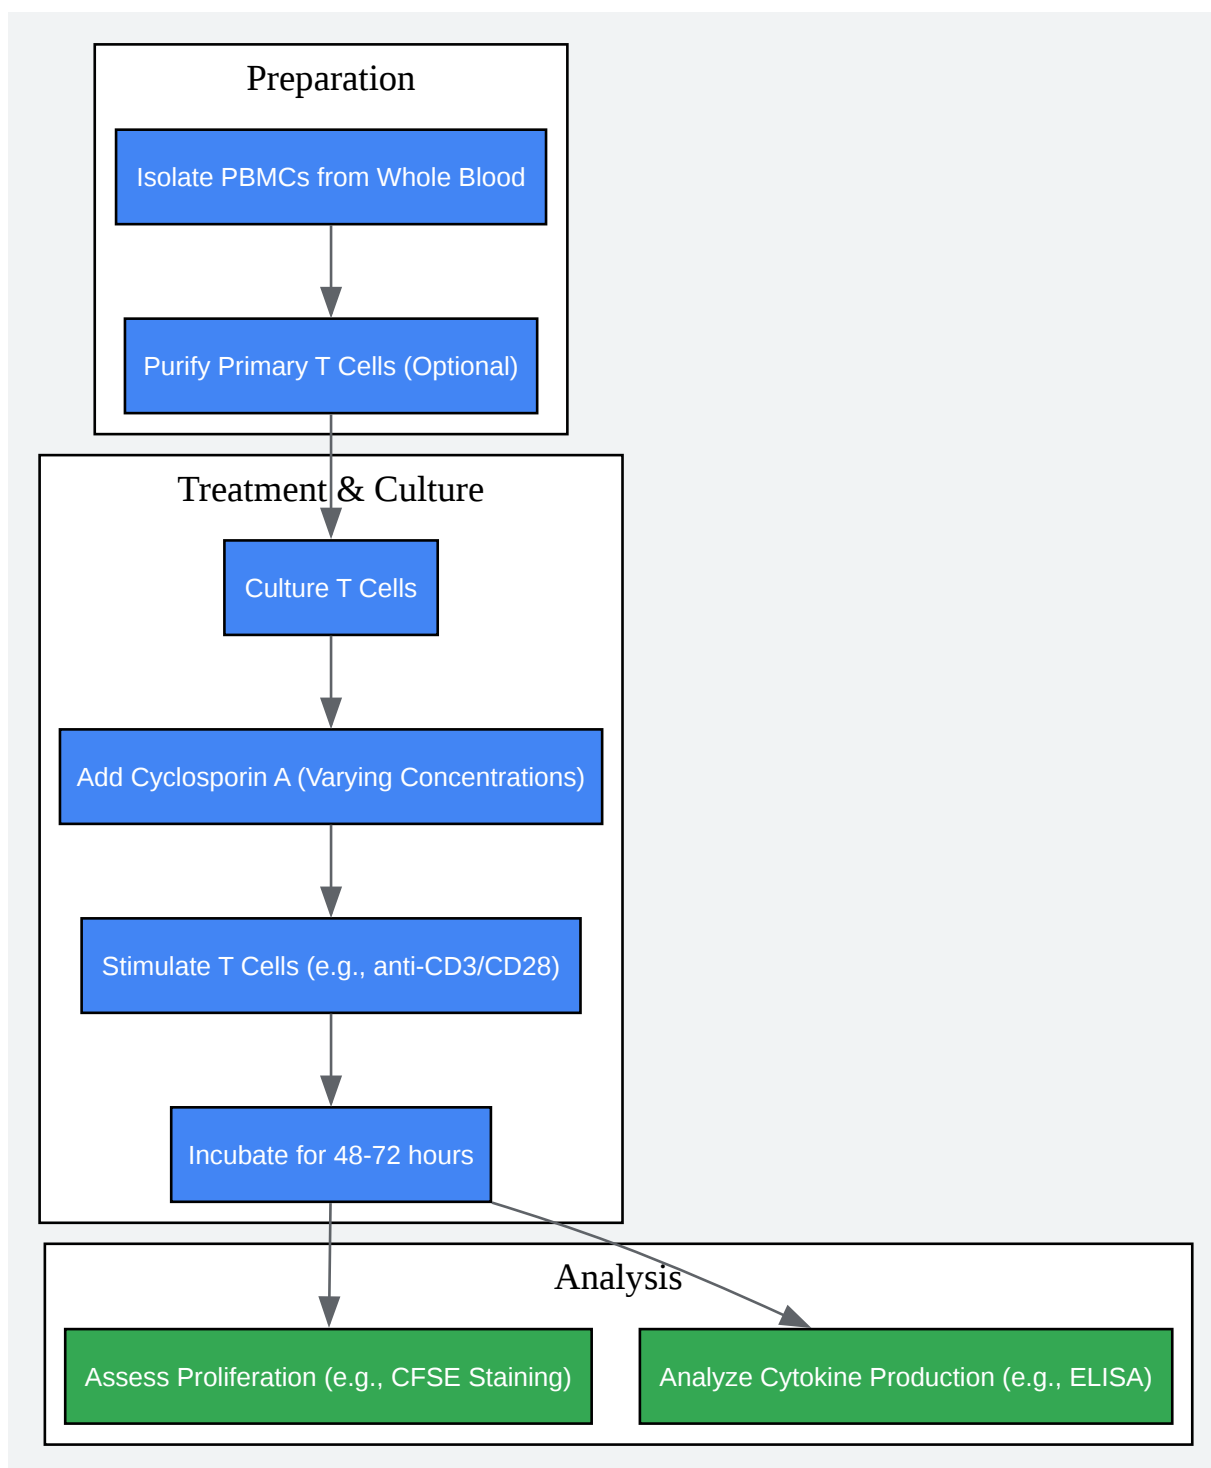 Preparation
Isolate PBMCs from Whole Blood
Purify Primary T Cells (Optional)
Treatment & Culture
Culture T Cells
Add Cyclosporin A (Varying Concentrations)
Stimulate T Cells (e.g., anti-CD3/CD28)
Incubate for 48-72 hours
Analysis
Assess Proliferation (e.g., CFSE Staining)
Analyze Cytokine Production (e.g., ELISA)